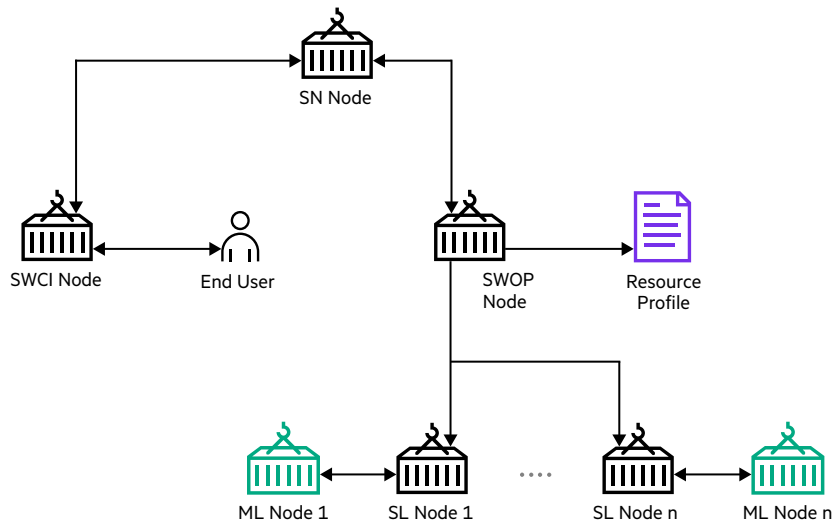 SN Node
SWCI Node
End User
SWOP
Node
Resource
Profile
ML Node 1
SL Node 1
SL Node n
ML Node n